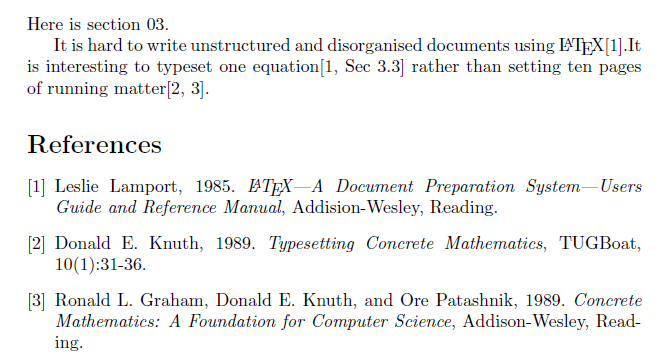 Here is section 03.
It is hard to write unstructured and disorganised documents using LATEX[1].It
is interesting to typeset one equation[1, Sec 3.3] rather than setting ten pages
of running matter[2, 3].
References
[1] Leslie Lamport, 1985. LATEX—A Document Preparation System—Users
Guide and Reference Manual, Addision-Wesley, Reading.
[2] Donald E. Knuth, 1989. Typesetting Concrete Mathematics, TUGBoat,
10(1):31-36.
[3] Ronald L. Graham, Donald E. Knuth, and Ore Patashnik, 1989. Concrete
Mathematics: A Foundation for Computer Science, Addison-Wesley, Read-
ing.